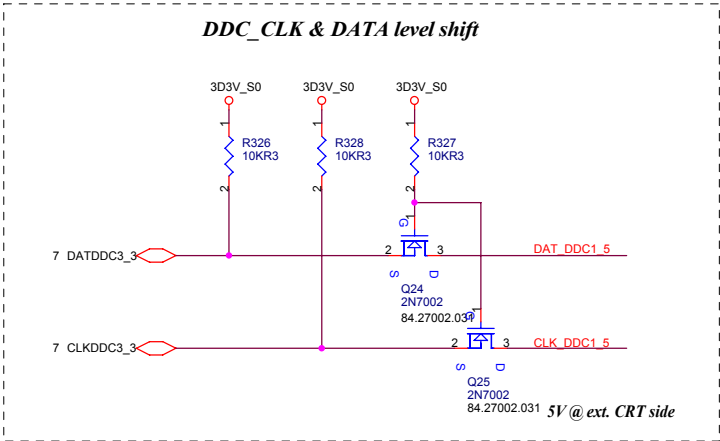 DDC_CLK & DATA level shift
3D3V_S0 3D3V_S0 3D3V_S0
1 1 1
R326 R328 R327
10KR3 10KR3 10KR3
2 2 2
G 1
7 DATDDC3_3 2 3 DAT_DDC1_5
S D
Q24
2N7002
84.27002.031
G 1
7 CLKDDC3_3 2 3 CLK_DDC1_5
S D
Q25
2N7002
84.27002.031 5V @ ext. CRT side